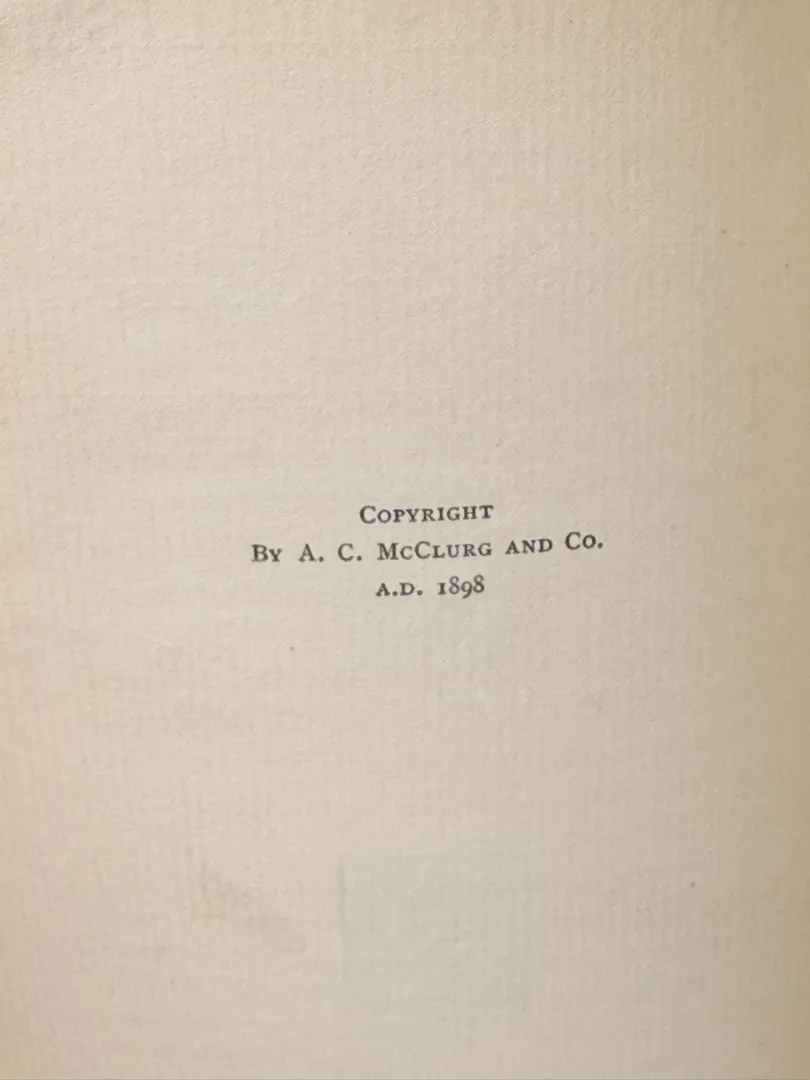 Copyright
By A. C. McClurg and Co.
A.D. 1898